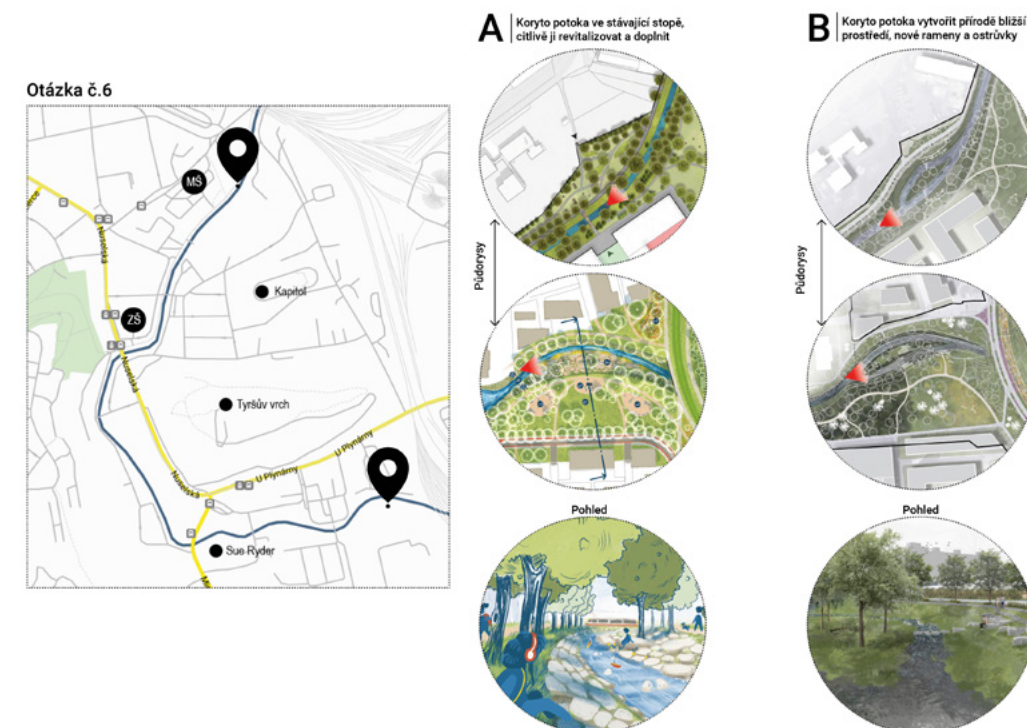 A
Koryto potoka ve stávající stopě,
citlivě ji revitalizovat a doplnit
B
Koryto potoka vytvořit přírodě bližší
prostředí, nové rameny a ostrůvky
Otázka č.6
MŠ
Nuselská
Kapitol
ZŠ
Nuselská
Tyršův vrch
U Plynárny
U Plynárny
Nuselská
Sue Ryder
Půdorysy
Půdorysy
Pohled
Pohled